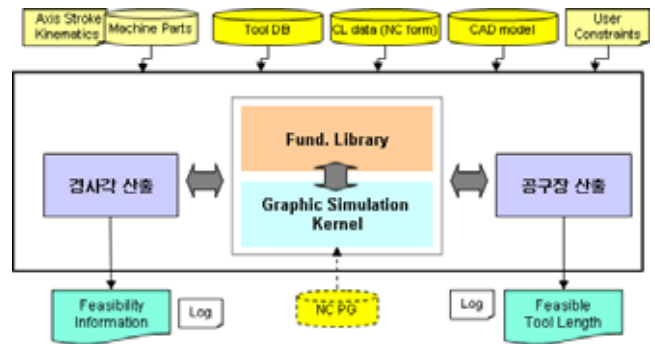 Axis Stroke
Kinematics
Machine Parts
Tool DB
CL data (NC form)
CAD model
User
Constraints
Fund. Library
경사각 산출
공구장 산출
Graphic Simulation
Kernel
Feasibility
Information
Log
NC PG
Log
Feasible
Tool Length